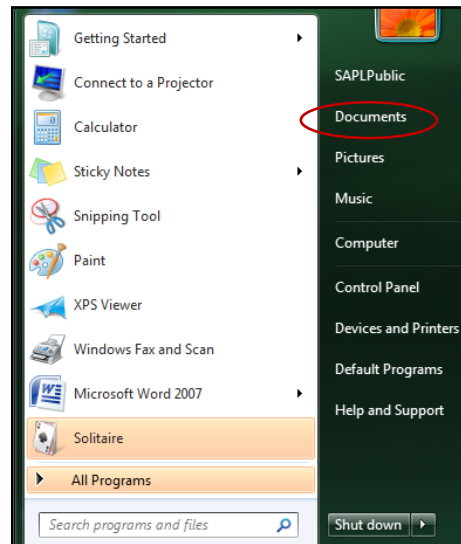 Getting Started
Connect to a Projector
Calculator
Sticky Notes
Snipping Tool
Paint
XPS Viewer
Windows Fax and Scan
Microsoft Word 2007
Solitaire
All Programs
Search programs and files
SAPLPublic
Documents
Pictures
Music
Computer
Control Panel
Devices and Printers
Default Programs
Help and Support
Shut down